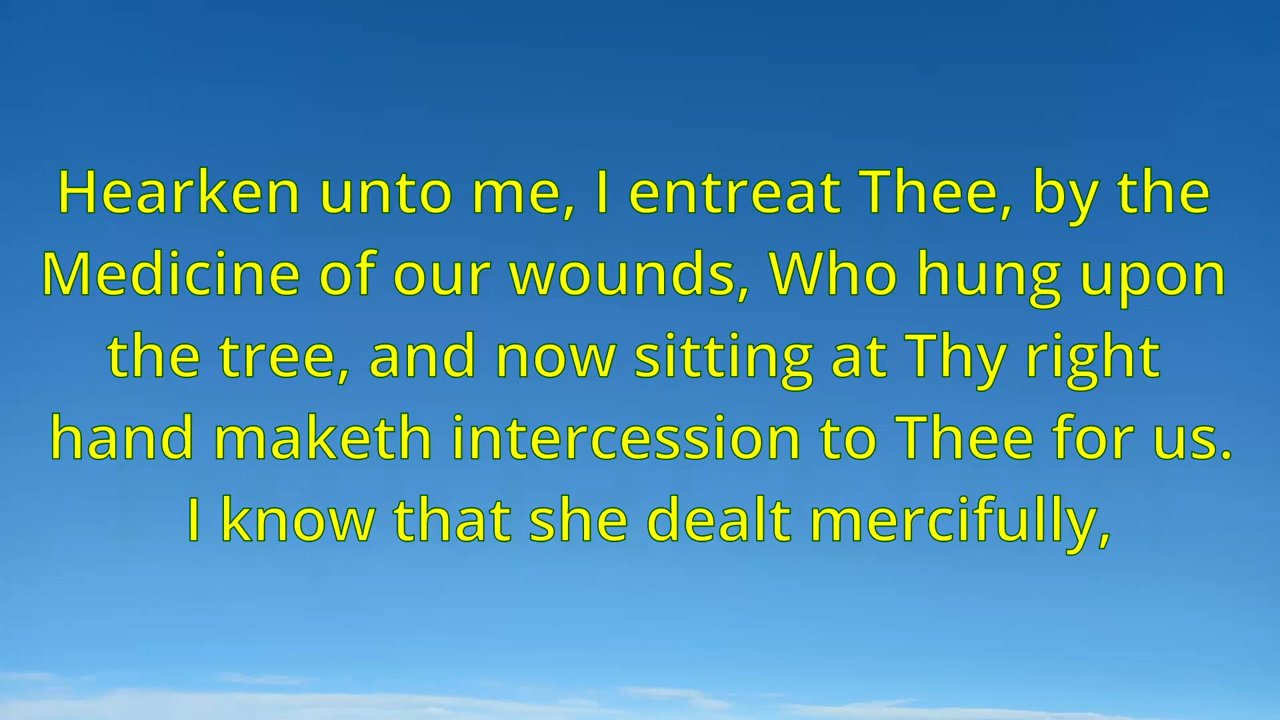 Hearken unto me, I entreat Thee, by the
Medicine of our wounds, Who hung upon
the tree, and now sitting at Thy right
hand maketh intercession to Thee for us.
I know that she dealt mercifully,